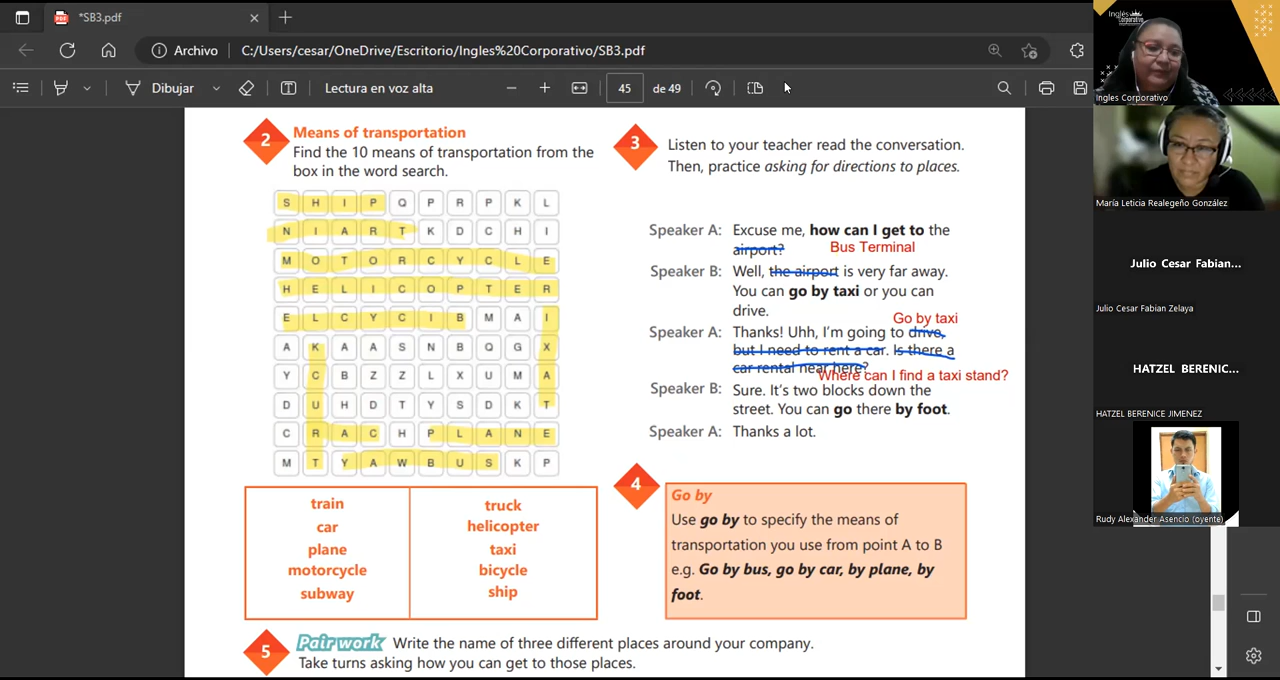 *SB3.pdf
Archivo
C:/Users/cesar/OneDrive/Escritorio/Ingles%20Corporativo/SB3.pdf
Dibujar
Lectura en voz alta
45
de 49
2
Means of transportation
Find the 10 means of transportation from the
box in the word search.
S H I P Q P R P K L
N I A R T K D C H I
M O T O R C Y C L E
H E L I C O P T E R
E L C Y C I B M A I
A K A A S N B Q G X
Y C B Z Z L X U M A
D U H D T Y S D K T
C R A C H P L A N E
M T Y A W B U S K P
train
car
plane
motorcycle
subway
truck
helicopter
taxi
bicycle
ship
3
Listen to your teacher read the conversation.
Then, practice asking for directions to places.
Speaker A: Excuse me, how can I get to the
airport? Bus Terminal
Speaker B: Well, the airport is very far away.
You can go by taxi or you can
drive.
Go by taxi
Speaker A: Thanks! Uhh, I'm going to drive,
but I need to rent a car. Is there a
car rental near here?
Where can I find a taxi stand?
Speaker B: Sure. It's two blocks down the
street. You can go there by foot.
Speaker A: Thanks a lot.
4
Go by
Use go by to specify the means of
transportation you use from point A to B
e.g. Go by bus, go by car, by plane, by
foot.
5
Pair work Write the name of three different places around your company.
Take turns asking how you can get to those places.
Inglés
Corporativo
Ingles Corporativo
María Leticia Realegeño González
Julio Cesar Fabian...
Julio Cesar Fabian Zelaya
HATZEL BERENIC...
HATZEL BERENICE JIMENEZ
Rudy Alexander Asencio (oyente)